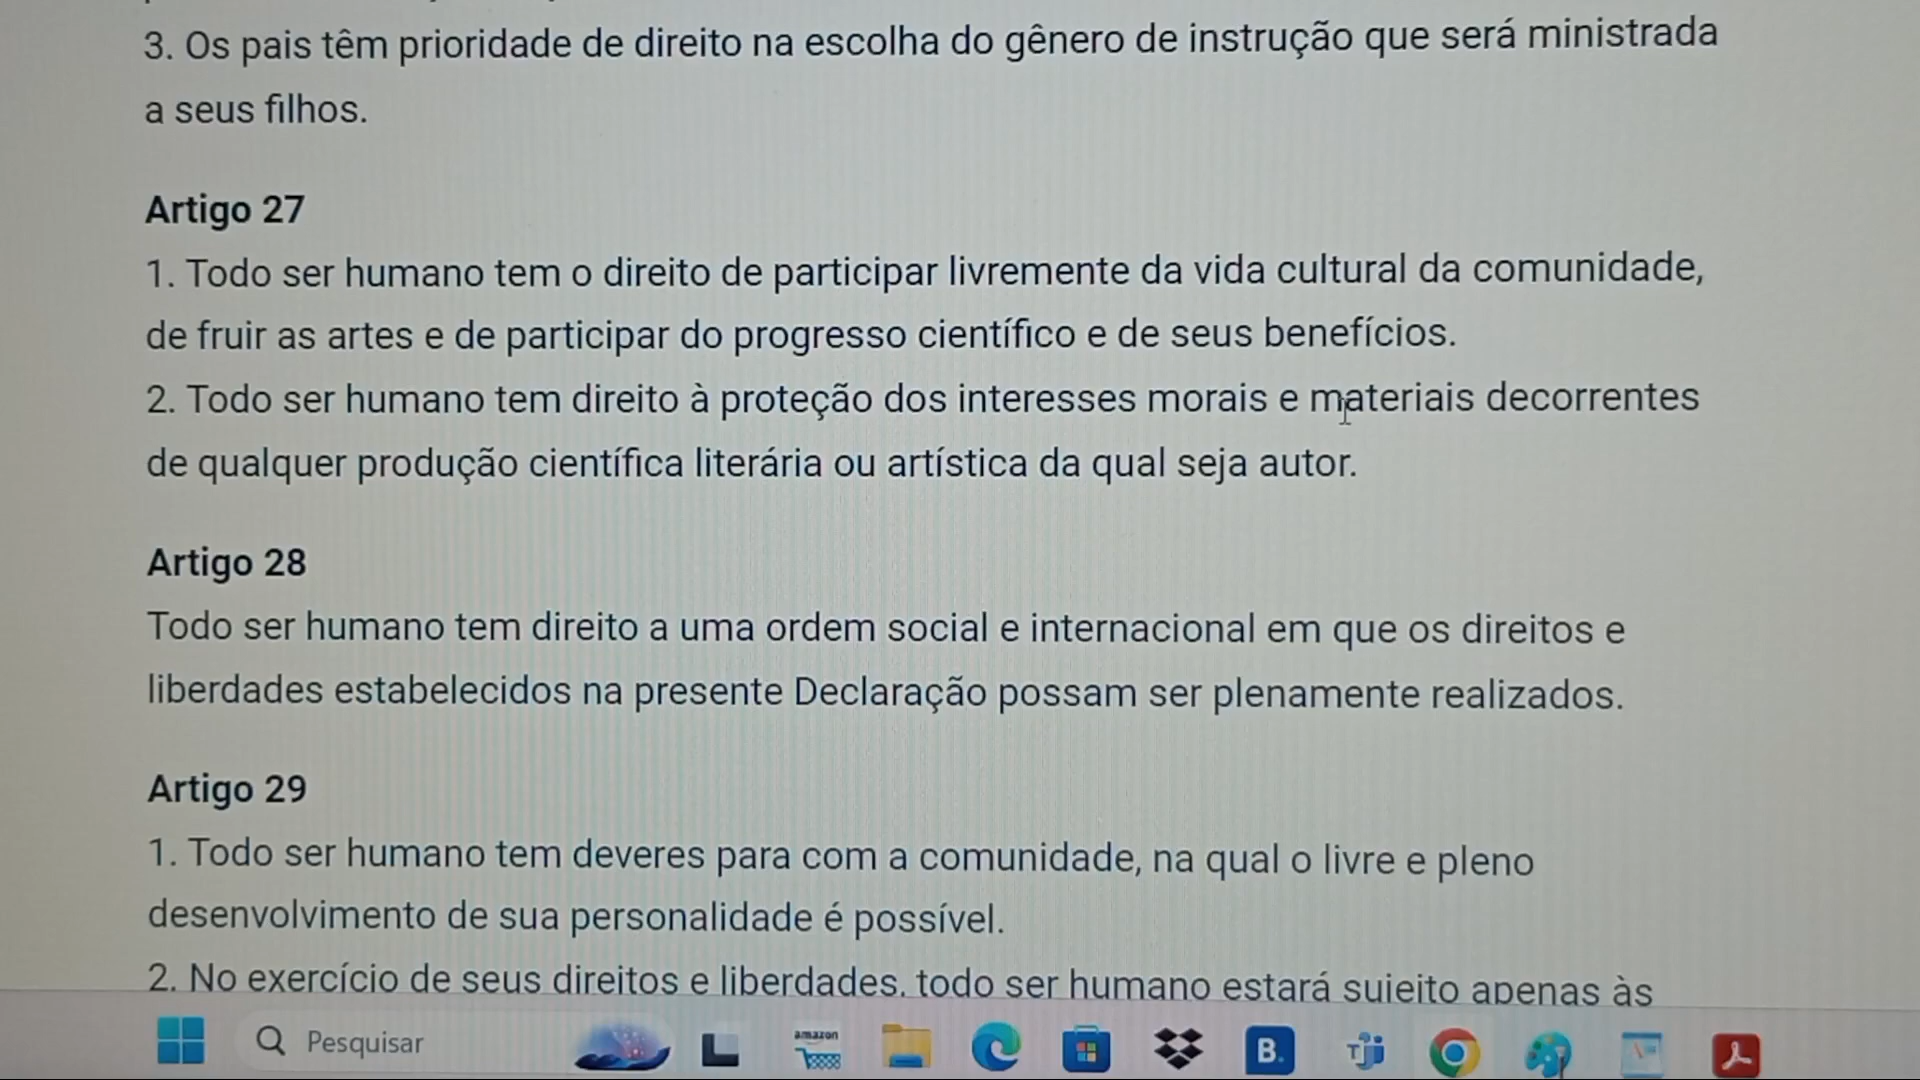 3. Os pais têm prioridade de direito na escolha do gênero de instrução que será ministrada
a seus filhos.
Artigo 27
1. Todo ser humano tem o direito de participar livremente da vida cultural da comunidade,
de fruir as artes e de participar do progresso científico e de seus benefícios.
2. Todo ser humano tem direito à proteção dos interesses morais e materiais decorrentes
de qualquer produção científica literária ou artística da qual seja autor.
Artigo 28
Todo ser humano tem direito a uma ordem social e internacional em que os direitos e
liberdades estabelecidos na presente Declaração possam ser plenamente realizados.
Artigo 29
1. Todo ser humano tem deveres para com a comunidade, na qual o livre e pleno
desenvolvimento de sua personalidade é possível.
2. No exercício de seus direitos e liberdades, todo ser humano estará sujeito apenas às
Pesquisar
amazon
B.